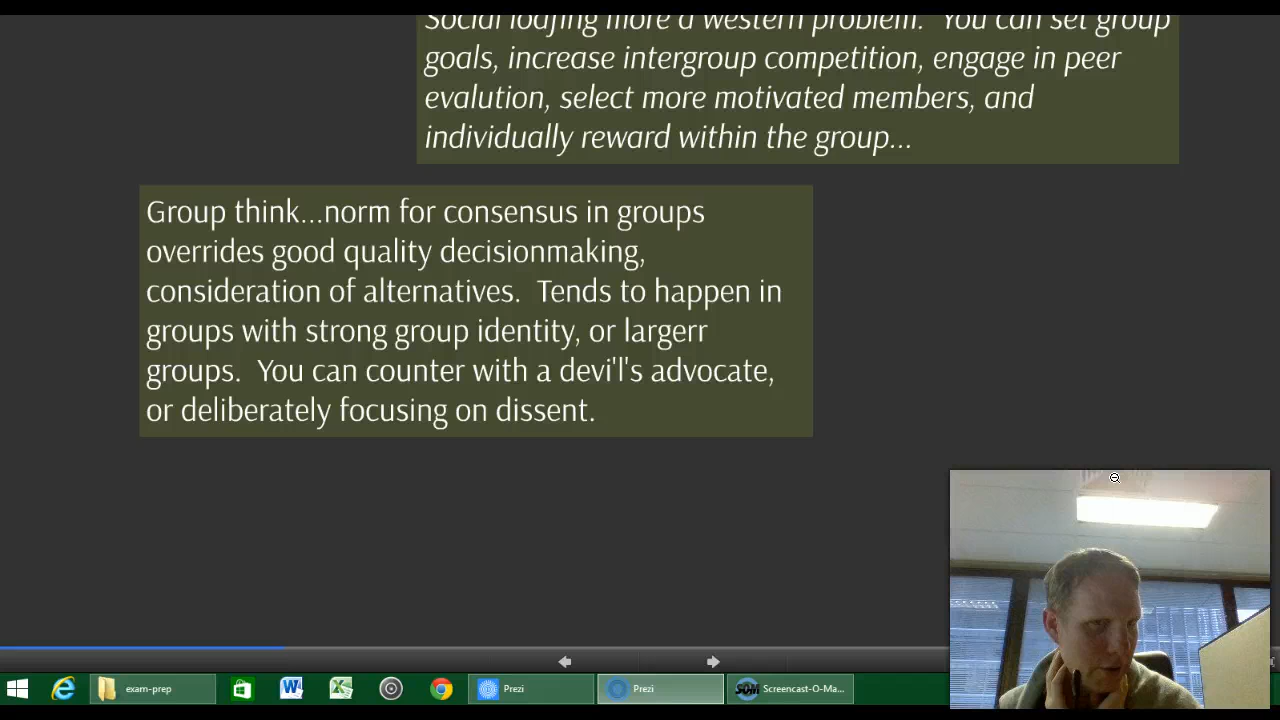 Social loafing more a western problem. You can set group
goals, increase intergroup competition, engage in peer
evalution, select more motivated members, and
individually reward within the group...
Group think...norm for consensus in groups
overrides good quality decisionmaking,
consideration of alternatives. Tends to happen in
groups with strong group identity, or largerr
groups. You can counter with a devi'l's advocate,
or deliberately focusing on dissent.
exam-prep
Prezi
Prezi
SOM
Screencast-O-Ma...